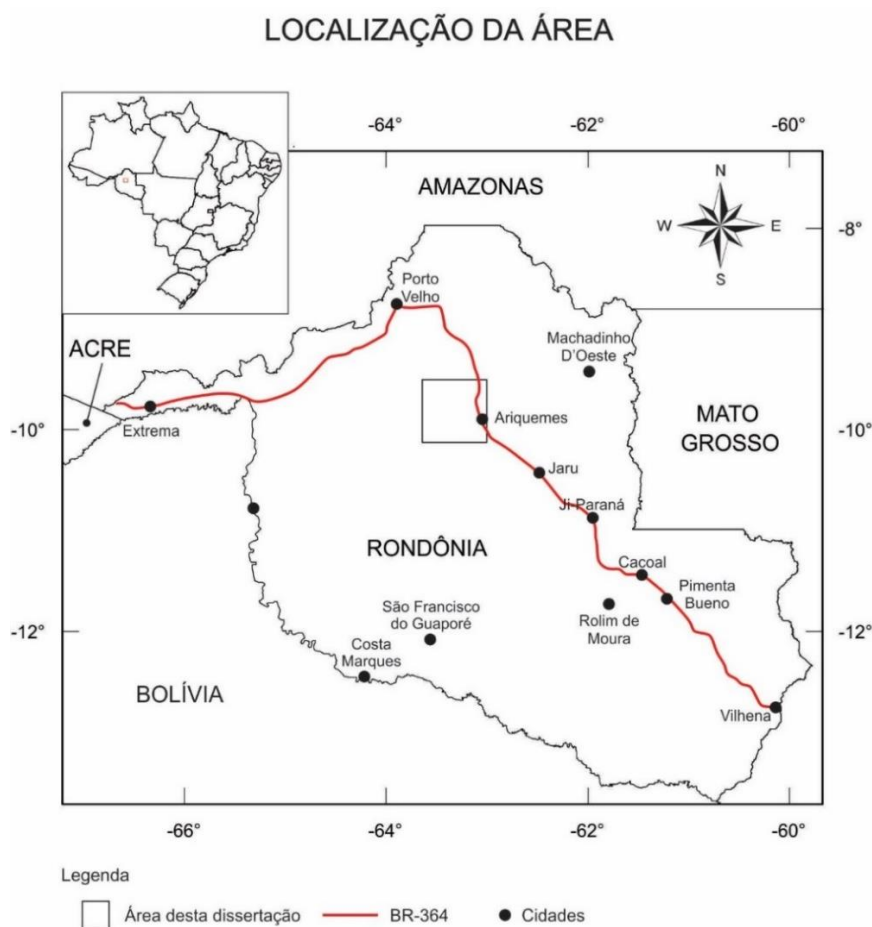 LOCALIZAÇÃO DA ÁREA
-64°
-62°
-60°
AMAZONAS
N
W
E
S
-8°
Porto
Velho
Machadinho
D'Oeste
ACRE
MATO
GROSSO
-10°
Extrema
Ariquemes
-10°
Jaru
Ji-Paraná
RONDÔNIA
Cacoal
Pimenta
Bueno
São Francisco
do Guaporé
Rolim de
Moura
-12°
Costa
Marques
-12°
BOLÍVIA
Vilhena
-66°
-64°
-62°
-60°
Legenda
Área desta dissertação
BR-364
Cidades